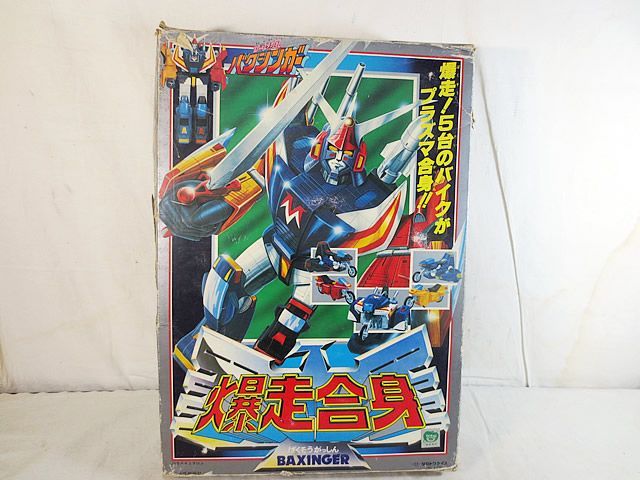 バクシンガー
爆走!5台のバイクが
プラズマ合身!!
爆走合身
ばくそうがっしん
BAXINGER